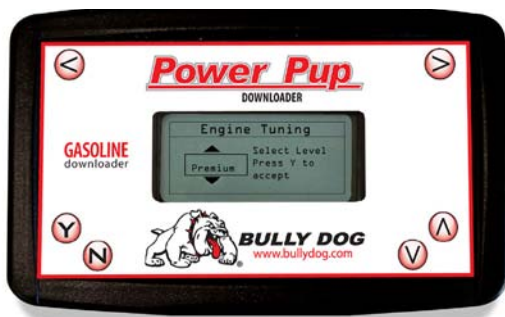 <
>
Power Pup
DOWNLOADER
GASOLINE
downloader
Engine Tuning
Select Level
Premium
Press Y to
accept
Y
N
BULLY DOG
www.bullydog.com
V
Λ